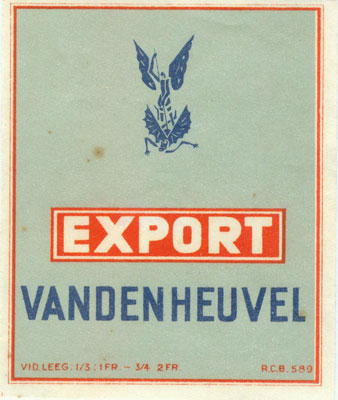 EXPORT
VANDENHEUVEL
VID. LEEG. : 1/3 : 1 FR. - 3/4 2 FR. R.C.B. 589